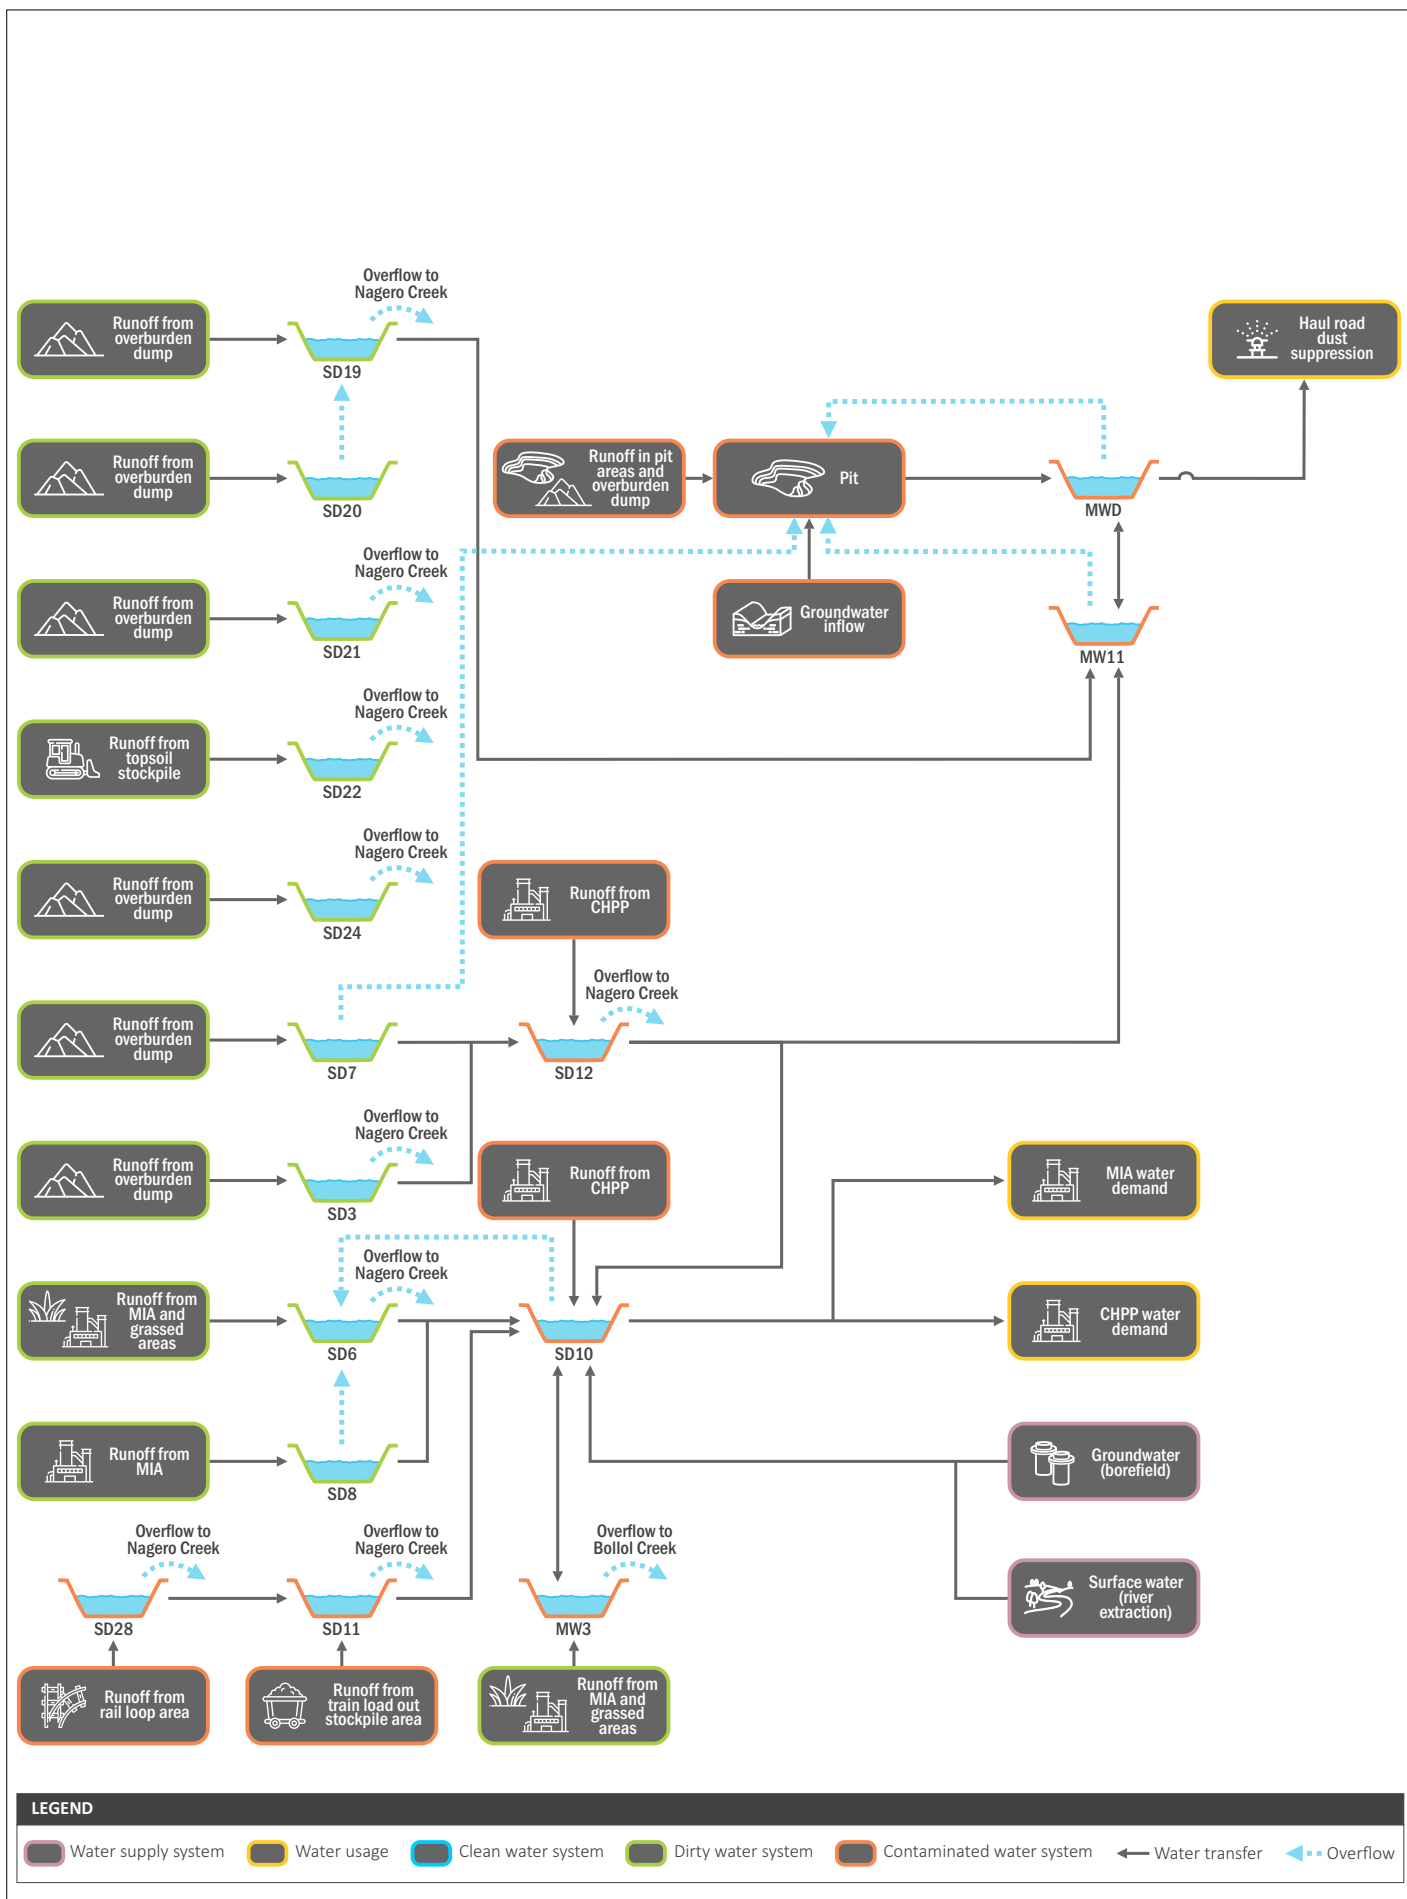 Overflow to
Nagero Creek
Runoff from
overburden
dump
SD19
Haul road
dust
suppression
Runoff from
overburden
dump
SD20
Runoff in pit
areas and
overburden
dump
Pit
MWD
Overflow to
Nagero Creek
Runoff from
overburden
dump
SD21
Groundwater
inflow
MW11
Overflow to
Nagero Creek
Runoff from
topsoil
stockpile
SD22
Overflow to
Nagero Creek
Runoff from
overburden
dump
SD24
Runoff from
CHPP
Overflow to
Nagero Creek
Runoff from
overburden
dump
SD7
SD12
Overflow to
Nagero Creek
Runoff from
overburden
dump
SD3
Runoff from
CHPP
MIA water
demand
Overflow to
Nagero Creek
Runoff from
MIA and
grassed
areas
SD6
SD10
CHPP water
demand
Runoff from
MIA
SD8
Groundwater
(borefield)
Overflow to
Nagero Creek
Overflow to
Nagero Creek
Overflow to
Bollol Creek
SD28
SD11
MW3
Surface water
(river
extraction)
Runoff from
rail loop area
Runoff from
train load out
stockpile area
Runoff from
MIA and
grassed
areas
LEGEND
Water supply system
Water usage
Clean water system
Dirty water system
Contaminated water system
Water transfer
Overflow